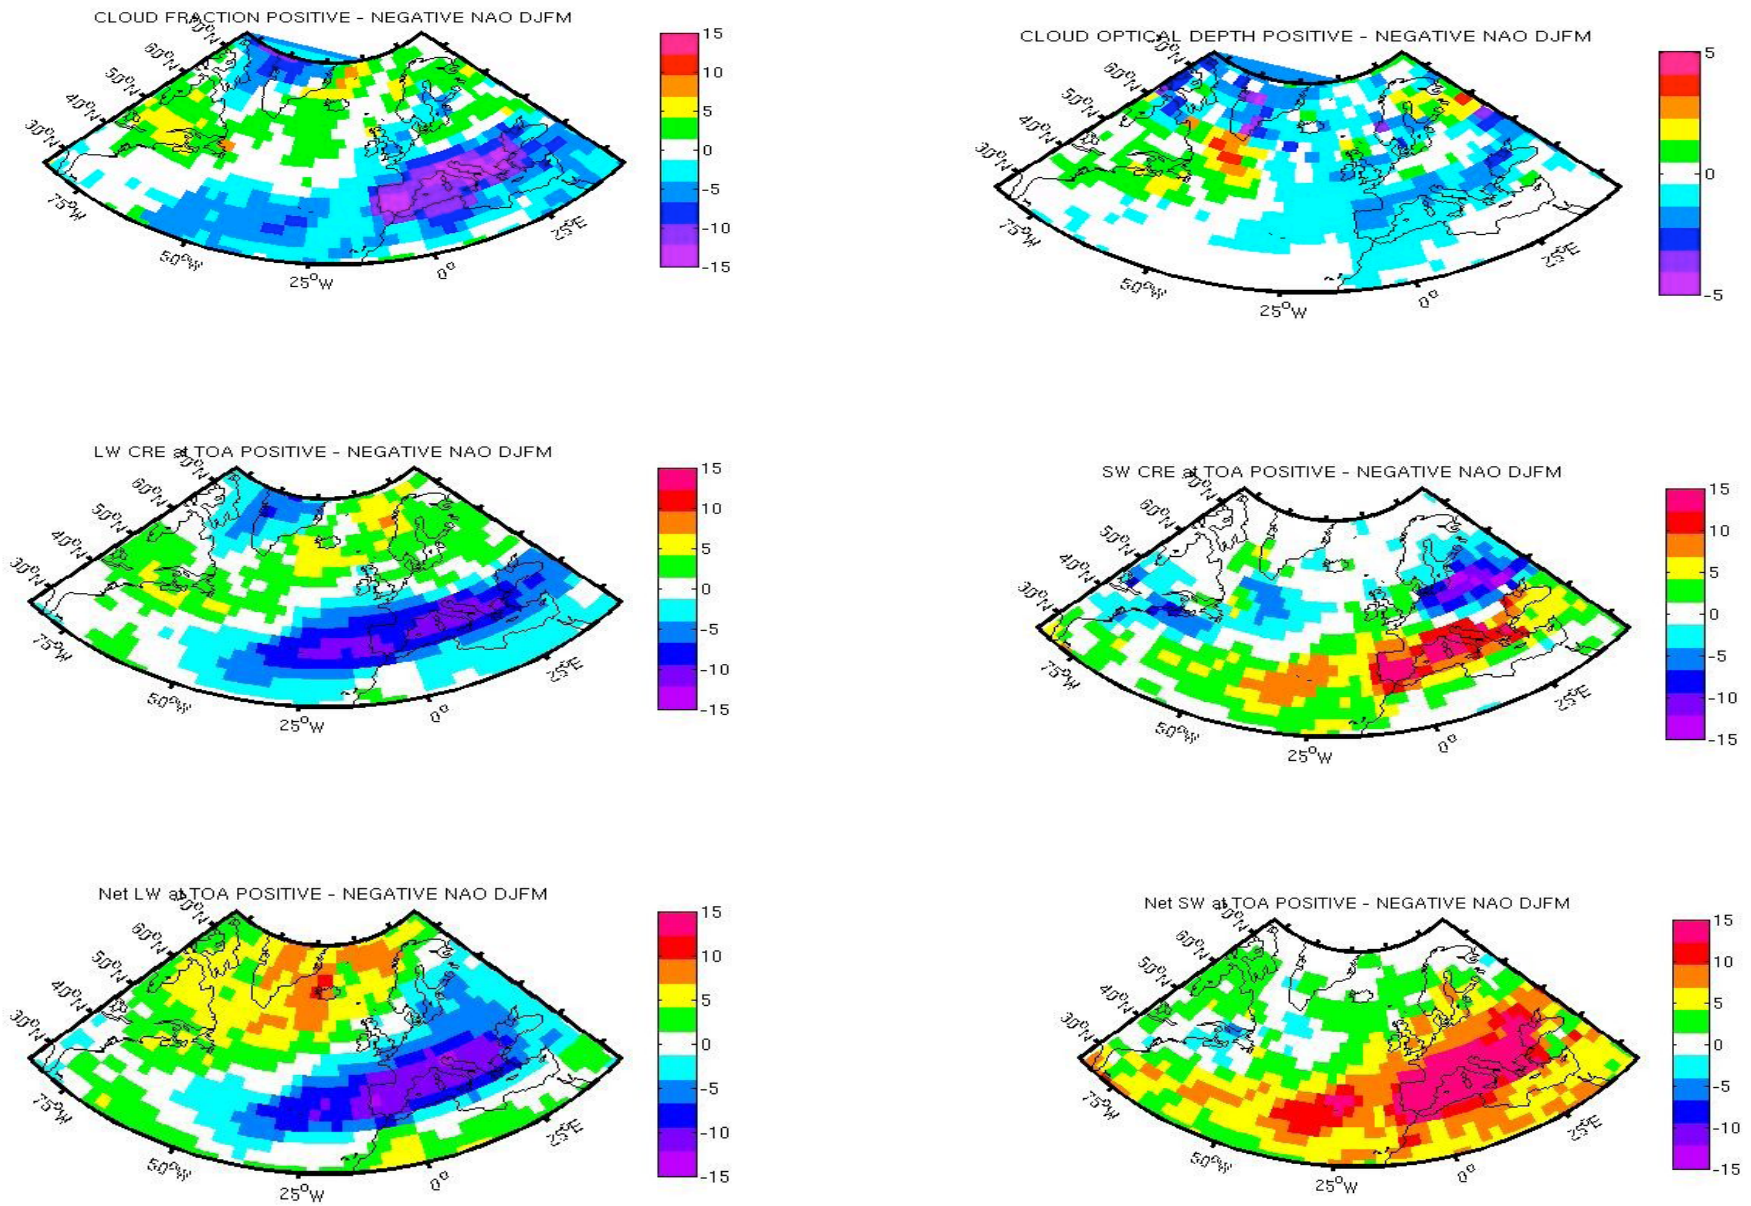 CLOUD FRACTION POSITIVE - NEGATIVE NAO DJFM
70°N
60°N
50°N
40°N
30°N
75°W
50°W
25°W
0°
25°E
15
10
5
0
-5
-10
-15
CLOUD OPTICAL DEPTH POSITIVE - NEGATIVE NAO DJFM
70°N
60°N
50°N
40°N
30°N
75°W
50°W
25°W
0°
25°E
5
0
-5
LW CRE at TOA POSITIVE - NEGATIVE NAO DJFM
70°N
60°N
50°N
40°N
30°N
75°W
50°W
25°W
0°
25°E
15
10
5
0
-5
-10
-15
SW CRE at TOA POSITIVE - NEGATIVE NAO DJFM
70°N
60°N
50°N
40°N
30°N
75°W
50°W
25°W
0°
25°E
15
10
5
0
-5
-10
-15
Net LW at TOA POSITIVE - NEGATIVE NAO DJFM
70°N
60°N
50°N
40°N
30°N
75°W
50°W
25°W
0°
25°E
15
10
5
0
-5
-10
-15
Net SW at TOA POSITIVE - NEGATIVE NAO DJFM
70°N
60°N
50°N
40°N
30°N
75°W
50°W
25°W
0°
25°E
15
10
5
0
-5
-10
-15